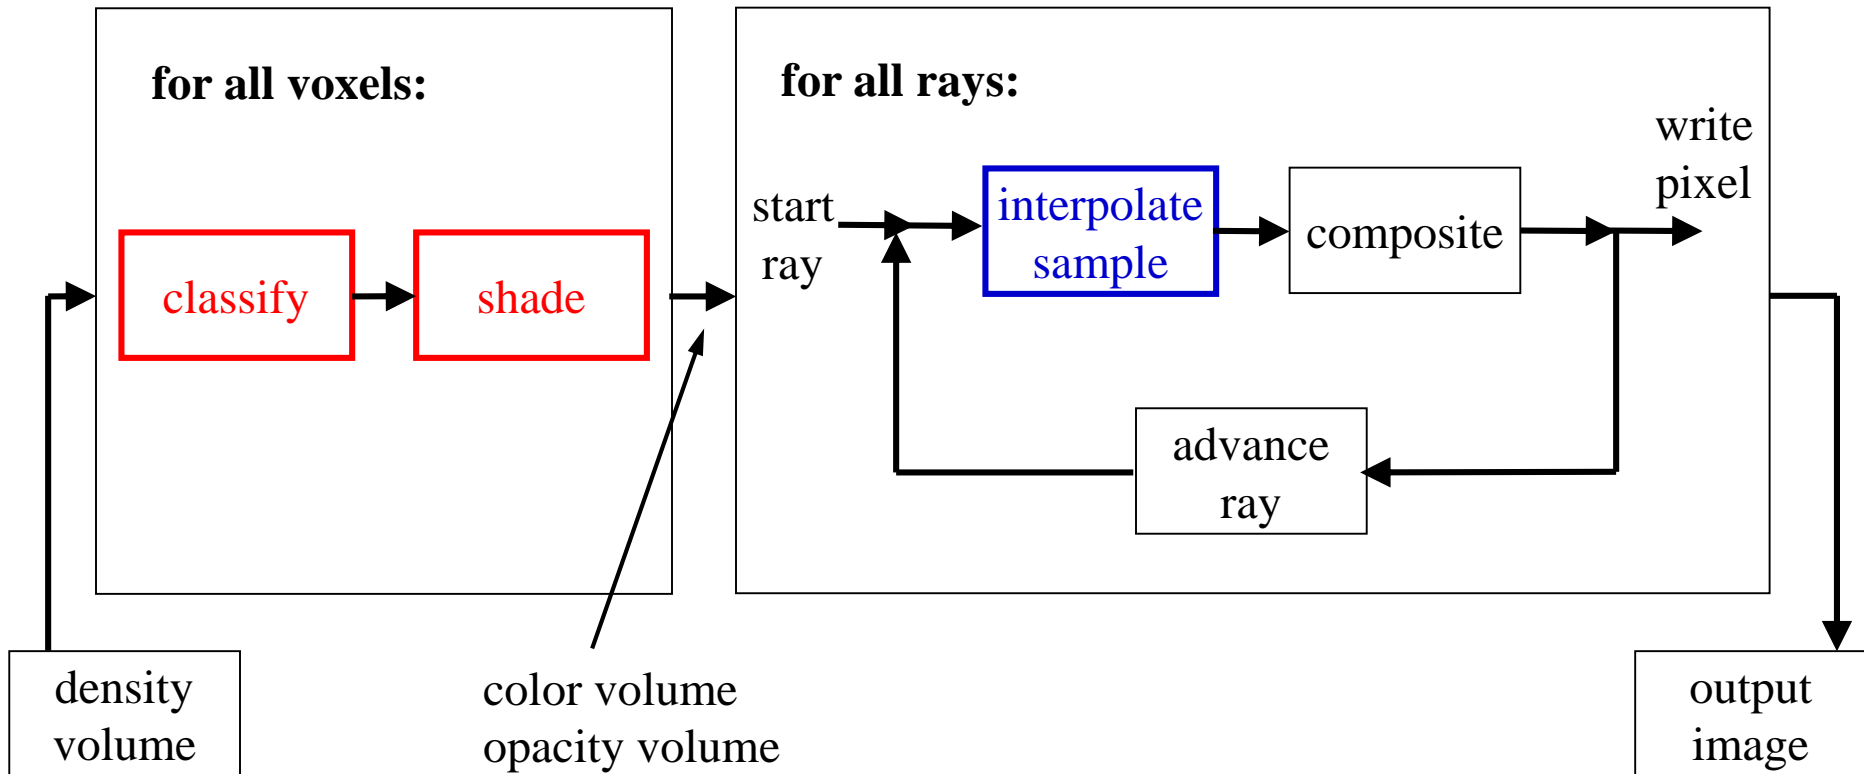 for all voxels:
classify
shade
for all rays:
start
ray
interpolate
sample
composite
write
pixel
advance
ray
density
volume
color volume
opacity volume
output
image